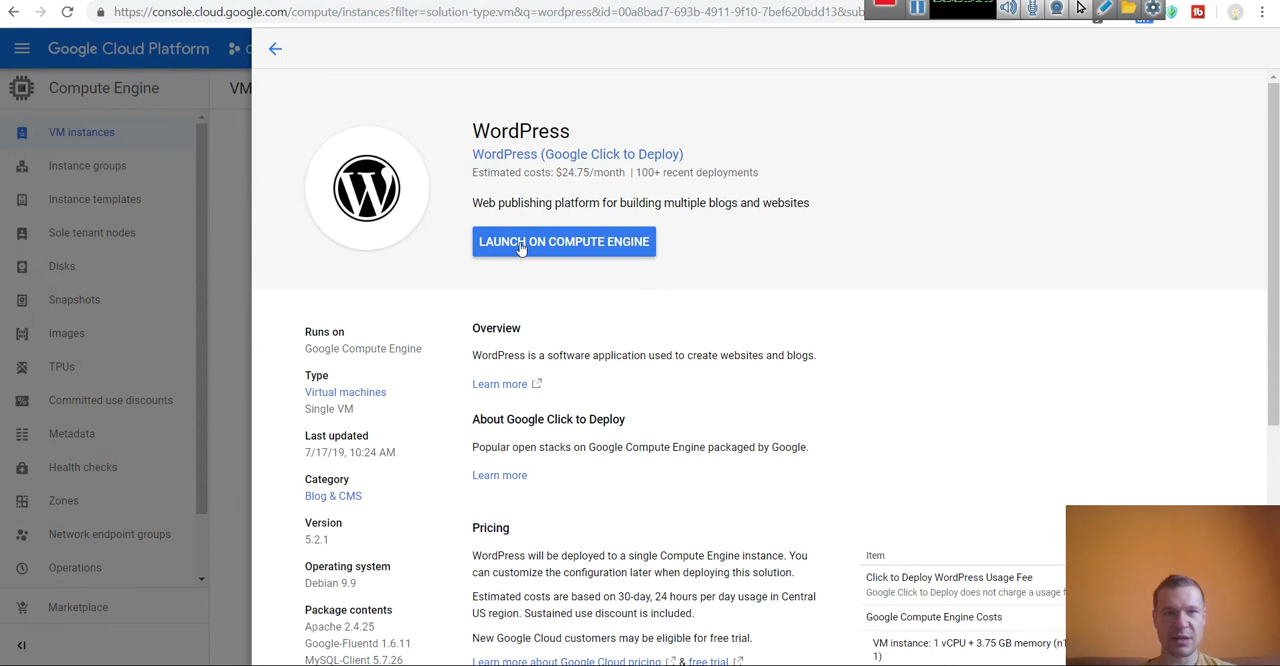 https://console.cloud.google.com/compute/instances?filter=solution-type:vm&q=wordpress&id=00a8bad7-693b-4911-9f10-7bef620bdd13&sub
Google Cloud Platform
Compute Engine
VM
VM instances
Instance groups
Instance templates
Sole tenant nodes
Disks
Snapshots
Images
TPUs
Committed use discounts
Metadata
Health checks
Zones
Network endpoint groups
Operations
Marketplace
WordPress
WordPress (Google Click to Deploy)
Estimated costs: $24.75/month | 100+ recent deployments
Web publishing platform for building multiple blogs and websites
LAUNCH ON COMPUTE ENGINE
Runs on
Google Compute Engine
Type
Virtual machines
Single VM
Last updated
7/17/19, 10:24 AM
Category
Blog & CMS
Version
5.2.1
Operating system
Debian 9.9
Package contents
Apache 2.4.25
Google-Fluentd 1.6.11
MySQL-Client 5.7.26
Overview
WordPress is a software application used to create websites and blogs.
Learn more
About Google Click to Deploy
Popular open stacks on Google Compute Engine packaged by Google.
Learn more
Pricing
WordPress will be deployed to a single Compute Engine instance. You
can customize the configuration later when deploying this solution.
Estimated costs are based on 30-day, 24 hours per day usage in Central
US region. Sustained use discount is included.
New Google Cloud customers may be eligible for free trial.
Learn more about Google Cloud pricing & free trial
Item
Click to Deploy WordPress Usage Fee
Google Click to Deploy does not charge a usage f
Google Compute Engine Costs
VM instance: 1 vCPU + 3.75 GB memory (n1
1)